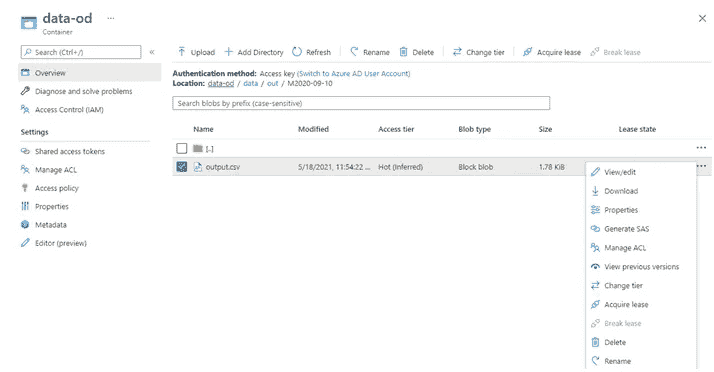 data-od
Container
Search (Ctrl+/)
Overview
Diagnose and solve problems
Access Control (IAM)
Settings
Shared access tokens
Manage ACL
Access policy
Properties
Metadata
Editor (preview)
Upload Add Directory Refresh Rename Delete Change tier Acquire lease Break lease
Authentication method: Access key (Switch to Azure AD User Account)
Location: data-od / data / out / M2020-09-10
Search blobs by prefix (case-sensitive)
Name Modified Access tier Blob type Size Lease state
[..]
output.csv 5/18/2021, 11:54:22 ... Hot (Inferred) Block blob 1.78 KiB
View/edit
Download
Properties
Generate SAS
Manage ACL
View previous versions
Change tier
Acquire lease
Break lease
Delete
Rename